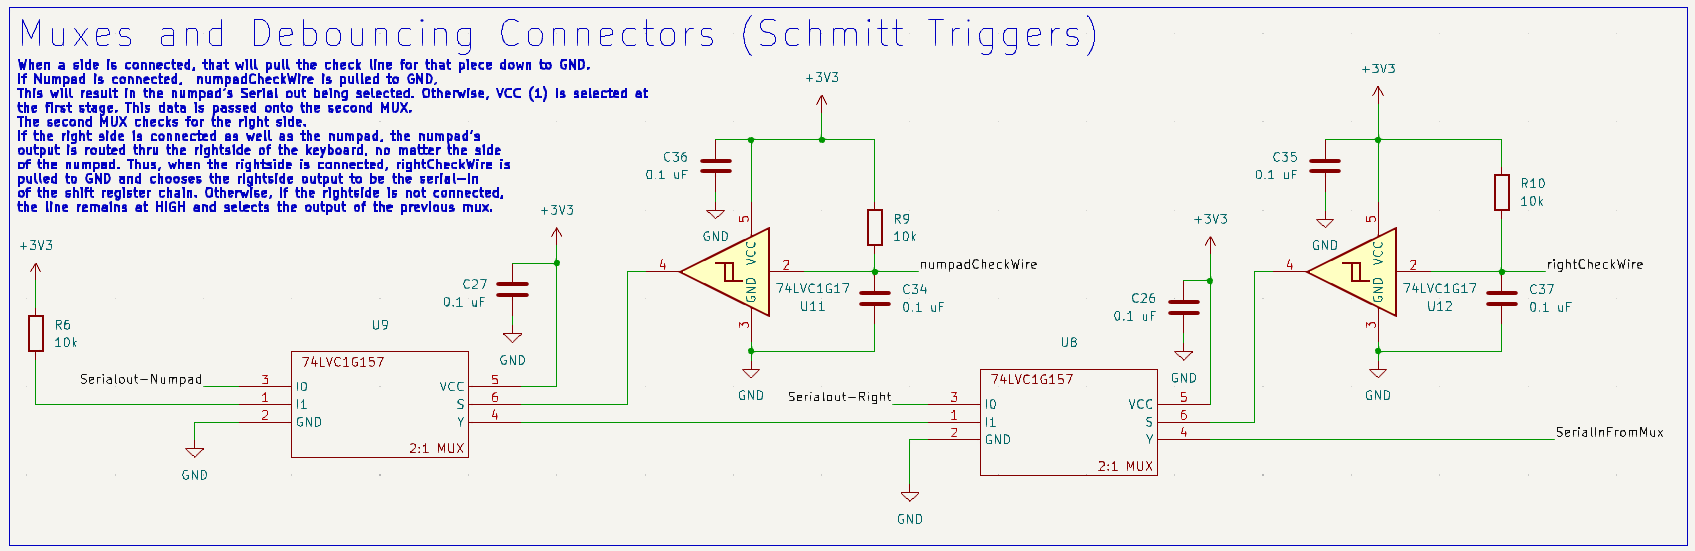 Muxes and Debouncing Connectors (Schmitt Triggers)
When a side is connected, that will pull the check line for that piece down to GND.
If Numpad is connected,  numpadCheckWire is pulled to GND.
This will result in the numpad's Serial out being selected. Otherwise, VCC (1) is selected at
the first stage. This data is passed onto the second MUX.
The second MUX checks for the right side.
If the right side is connected as well as the numpad, the numpad's
output is routed thru the rightside of the keyboard, no matter the side
of the numpad. Thus, when the rightside is connected, rightCheckWire is
pulled to GND and chooses the rightside output to be the serial-in
of the shift register chain. Otherwise, if the rightside is not connected,
the line remains at HIGH and selects the output of the previous mux.
+3V3
R6
10k
Serialout-Numpad
GND
U9
74LVC1G157
3
I0
1
I1
2
GND
VCC
5
S
6
Y
4
2:1 MUX
+3V3
C27
0.1 uF
GND
+3V3
C36
0.1 uF
GND
5
VCC
GND
3
4
2
74LVC1G17
U11
R9
10k
numpadCheckWire
C34
0.1 uF
GND
Serialout-Right
GND
U8
74LVC1G157
3
I0
1
I1
2
GND
VCC
5
S
6
Y
4
2:1 MUX
+3V3
C26
0.1 uF
GND
+3V3
C35
0.1 uF
GND
5
VCC
GND
3
4
2
74LVC1G17
U12
R10
10k
rightCheckWire
C37
0.1 uF
GND
SerialInFromMux